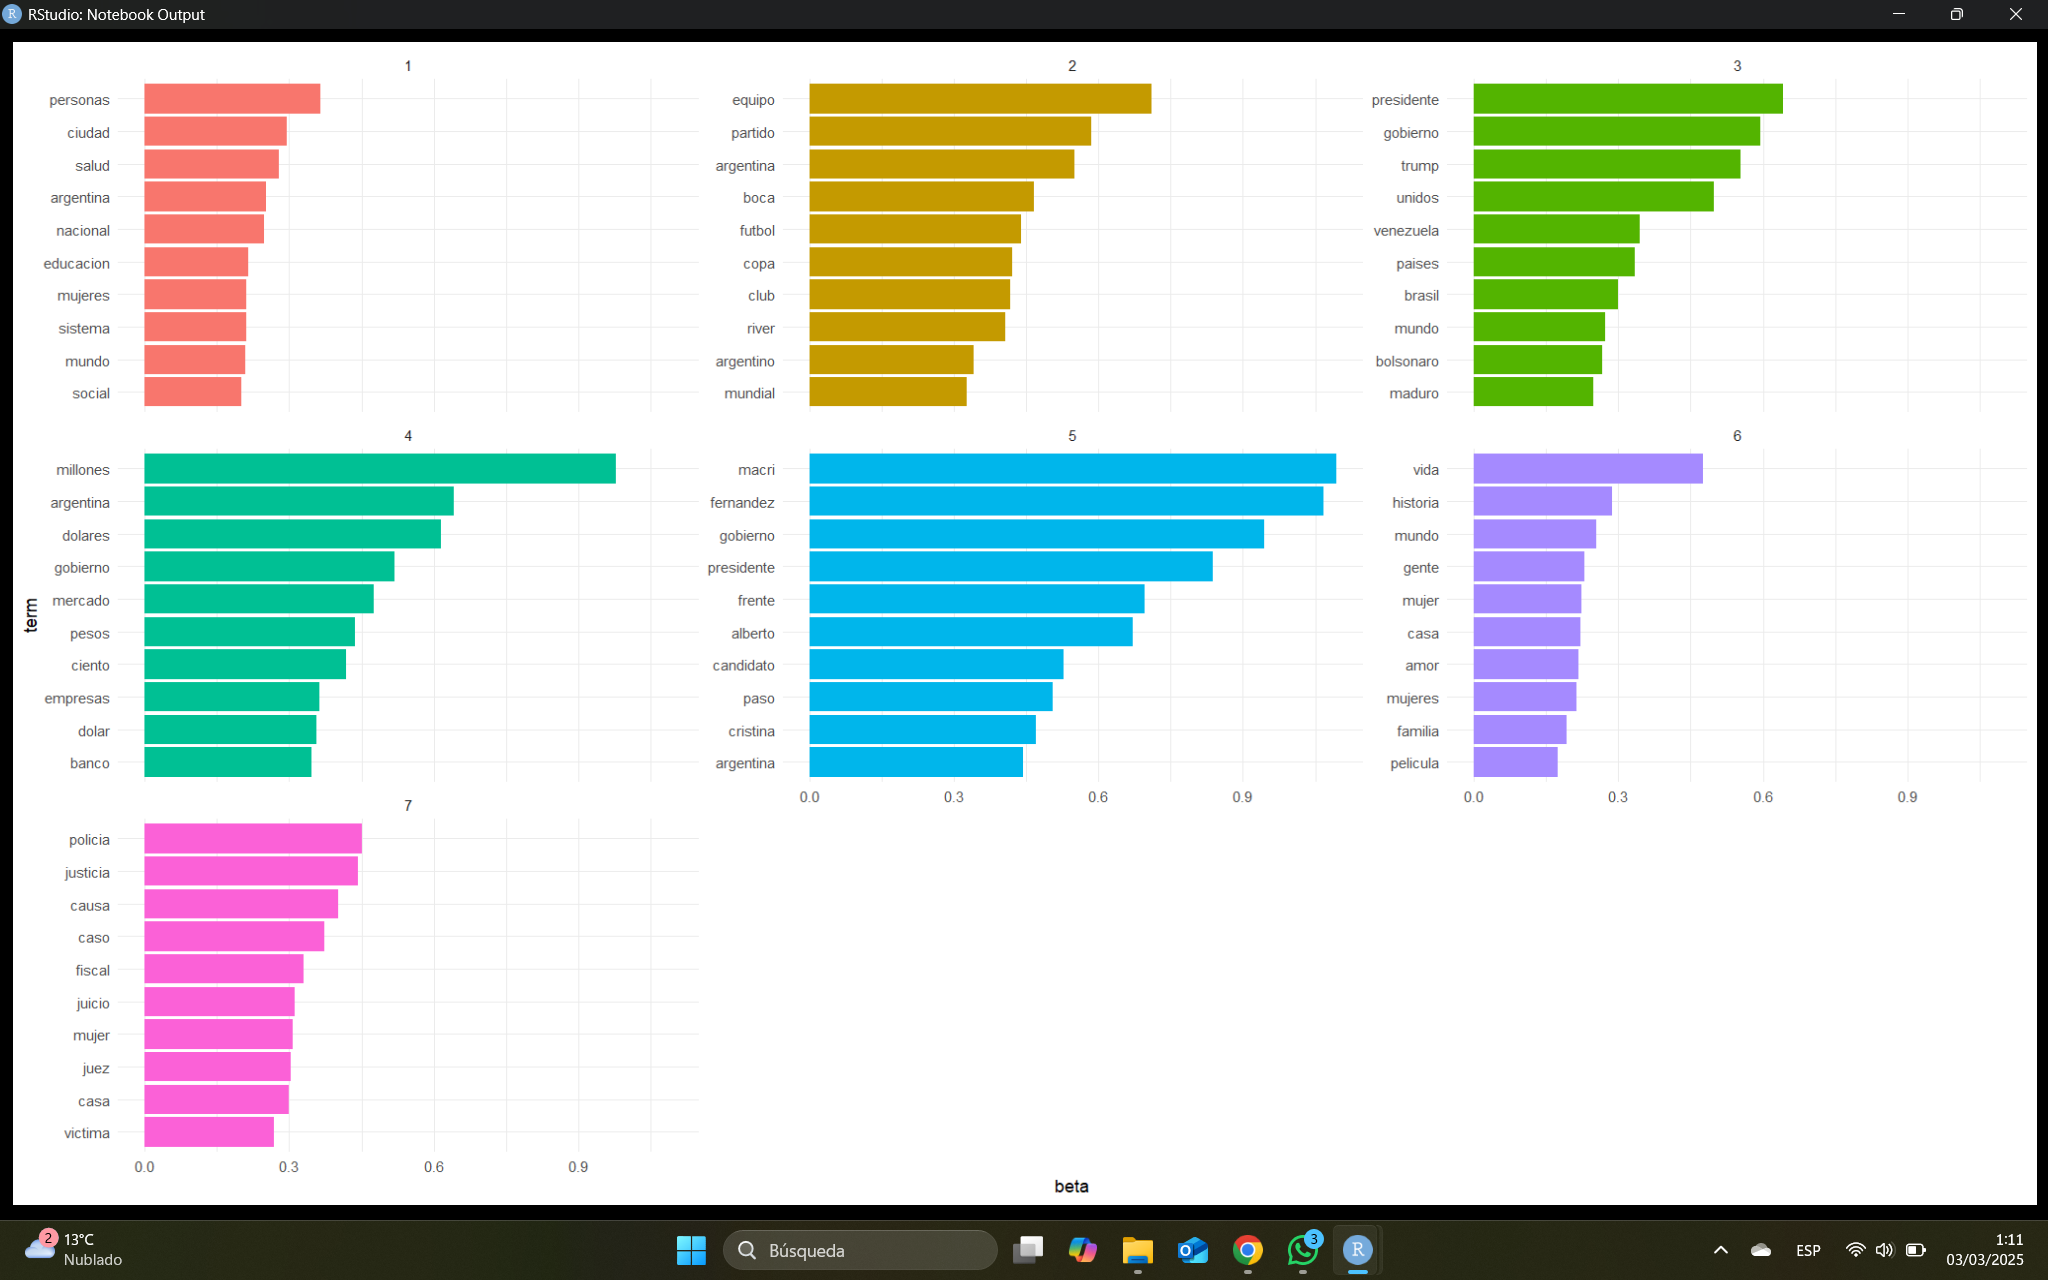 RStudio: Notebook Output
1
personas
ciudad
salud
argentina
nacional
educacion
mujeres
sistema
mundo
social
2
equipo
partido
argentina
boca
futbol
copa
club
river
argentino
mundial
3
presidente
gobierno
trump
unidos
venezuela
paises
brasil
mundo
bolsonaro
maduro
4
millones
argentina
dolares
gobierno
mercado
pesos
ciento
empresas
dolar
banco
5
macri
fernandez
gobierno
presidente
frente
alberto
candidato
paso
cristina
argentina
0.0 0.3 0.6 0.9
6
vida
historia
mundo
gente
mujer
casa
amor
mujeres
familia
pelicula
0.0 0.3 0.6 0.9
7
policia
justicia
causa
caso
fiscal
juicio
mujer
juez
casa
victima
0.0 0.3 0.6 0.9
term
beta
2
13°C
Nublado
Búsqueda
3
R
ESP
1:11
03/03/2025